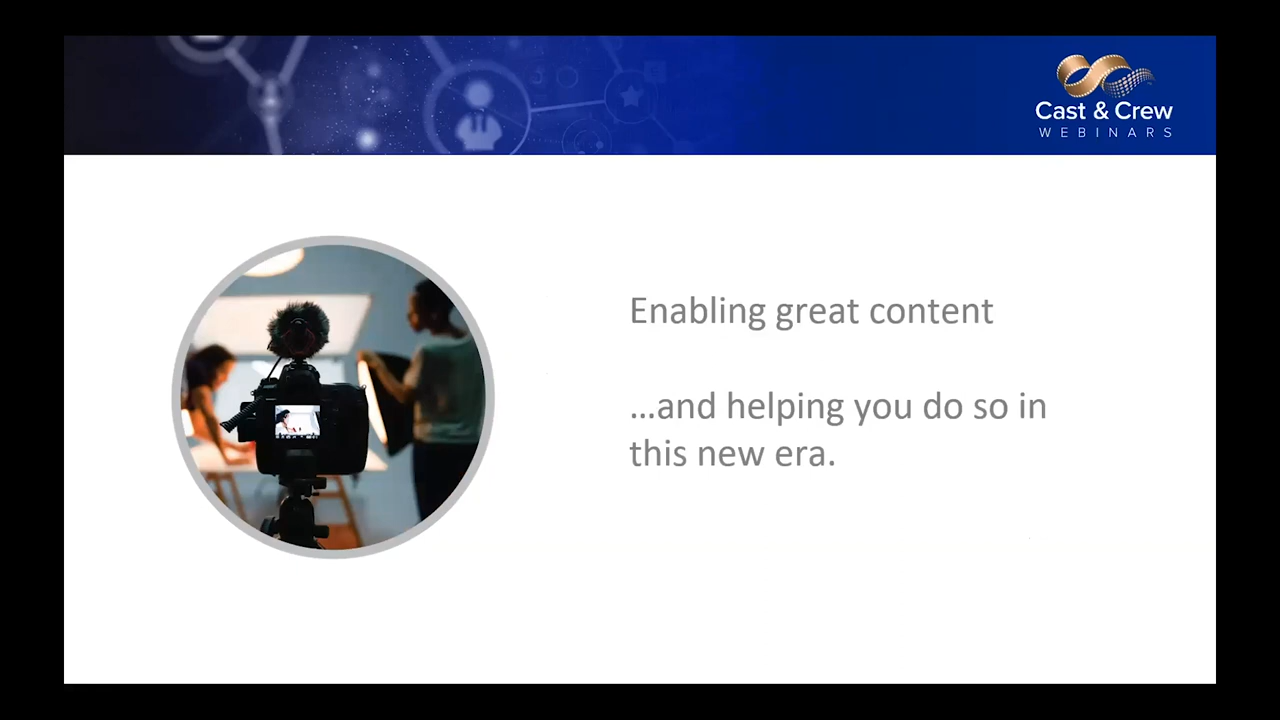 Cast & Crew
WEBINARS
Enabling great content
...and helping you do so in
this new era.